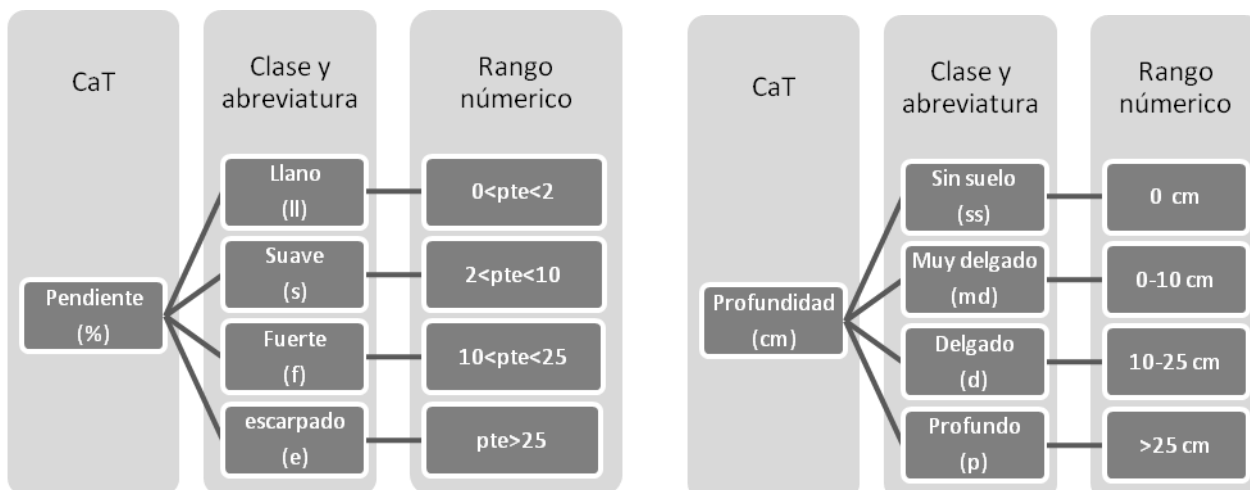 CaT
Clase y
abreviatura
Rango
númerico
Pendiente
(%)
Llano
(ll)
0<pte<2
Suave
(s)
2<pte<10
Fuerte
(f)
10<pte<25
escarpado
(e)
pte>25
CaT
Clase y
abreviatura
Rango
númerico
Profundidad
(cm)
Sin suelo
(ss)
0 cm
Muy delgado
(md)
0-10 cm
Delgado
(d)
10-25 cm
Profundo
(p)
>25 cm